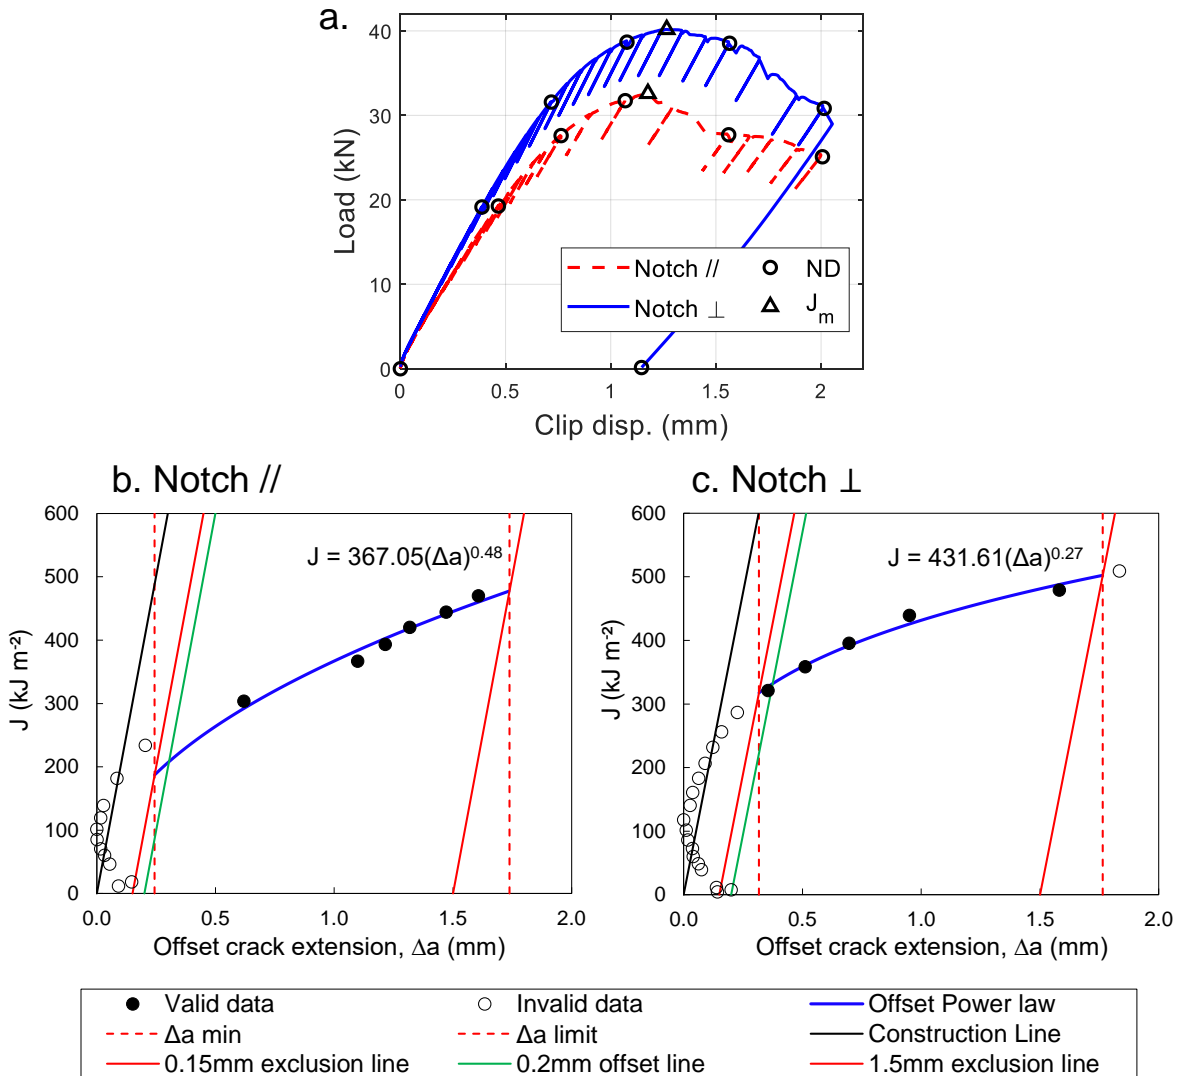 a.
40
30
20
10
0
Load (kN)
Notch //
ND
Notch ⊥
J_m
0
0.5
1
1.5
2
Clip disp. (mm)
b. Notch //
600
500
400
300
200
100
0
J (kJ m⁻²)
J = 367.05(Δa)^0.48
0.0
0.5
1.0
1.5
2.0
Offset crack extension, Δa (mm)
c. Notch ⊥
600
500
400
300
200
100
0
J (kJ m⁻²)
J = 431.61(Δa)^0.27
0.0
0.5
1.0
1.5
2.0
Offset crack extension, Δa (mm)
Valid data
Invalid data
Offset Power law
Δa min
Δa limit
Construction Line
0.15mm exclusion line
0.2mm offset line
1.5mm exclusion line